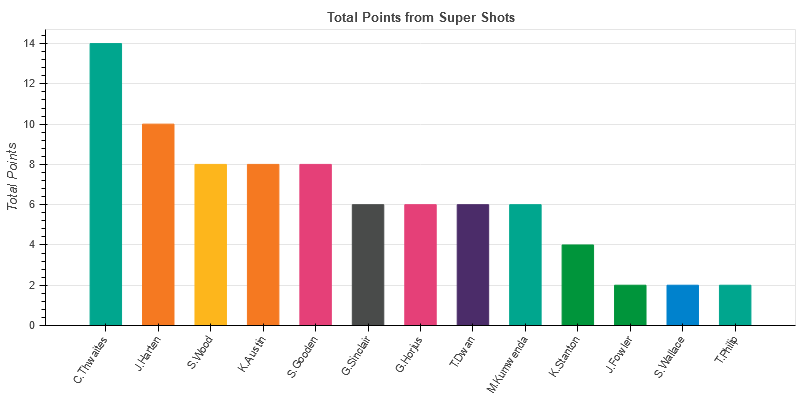 Total Points from Super Shots
Total Points
14
12
10
8
6
4
2
0
C.Thwaites
J.Harten
S.Wood
K.Austin
S.Gooden
G.Sinclair
G.Horjus
T.Dwan
M.Kumwenda
K.Stanton
J.Fowler
S.Wallace
T.Philip